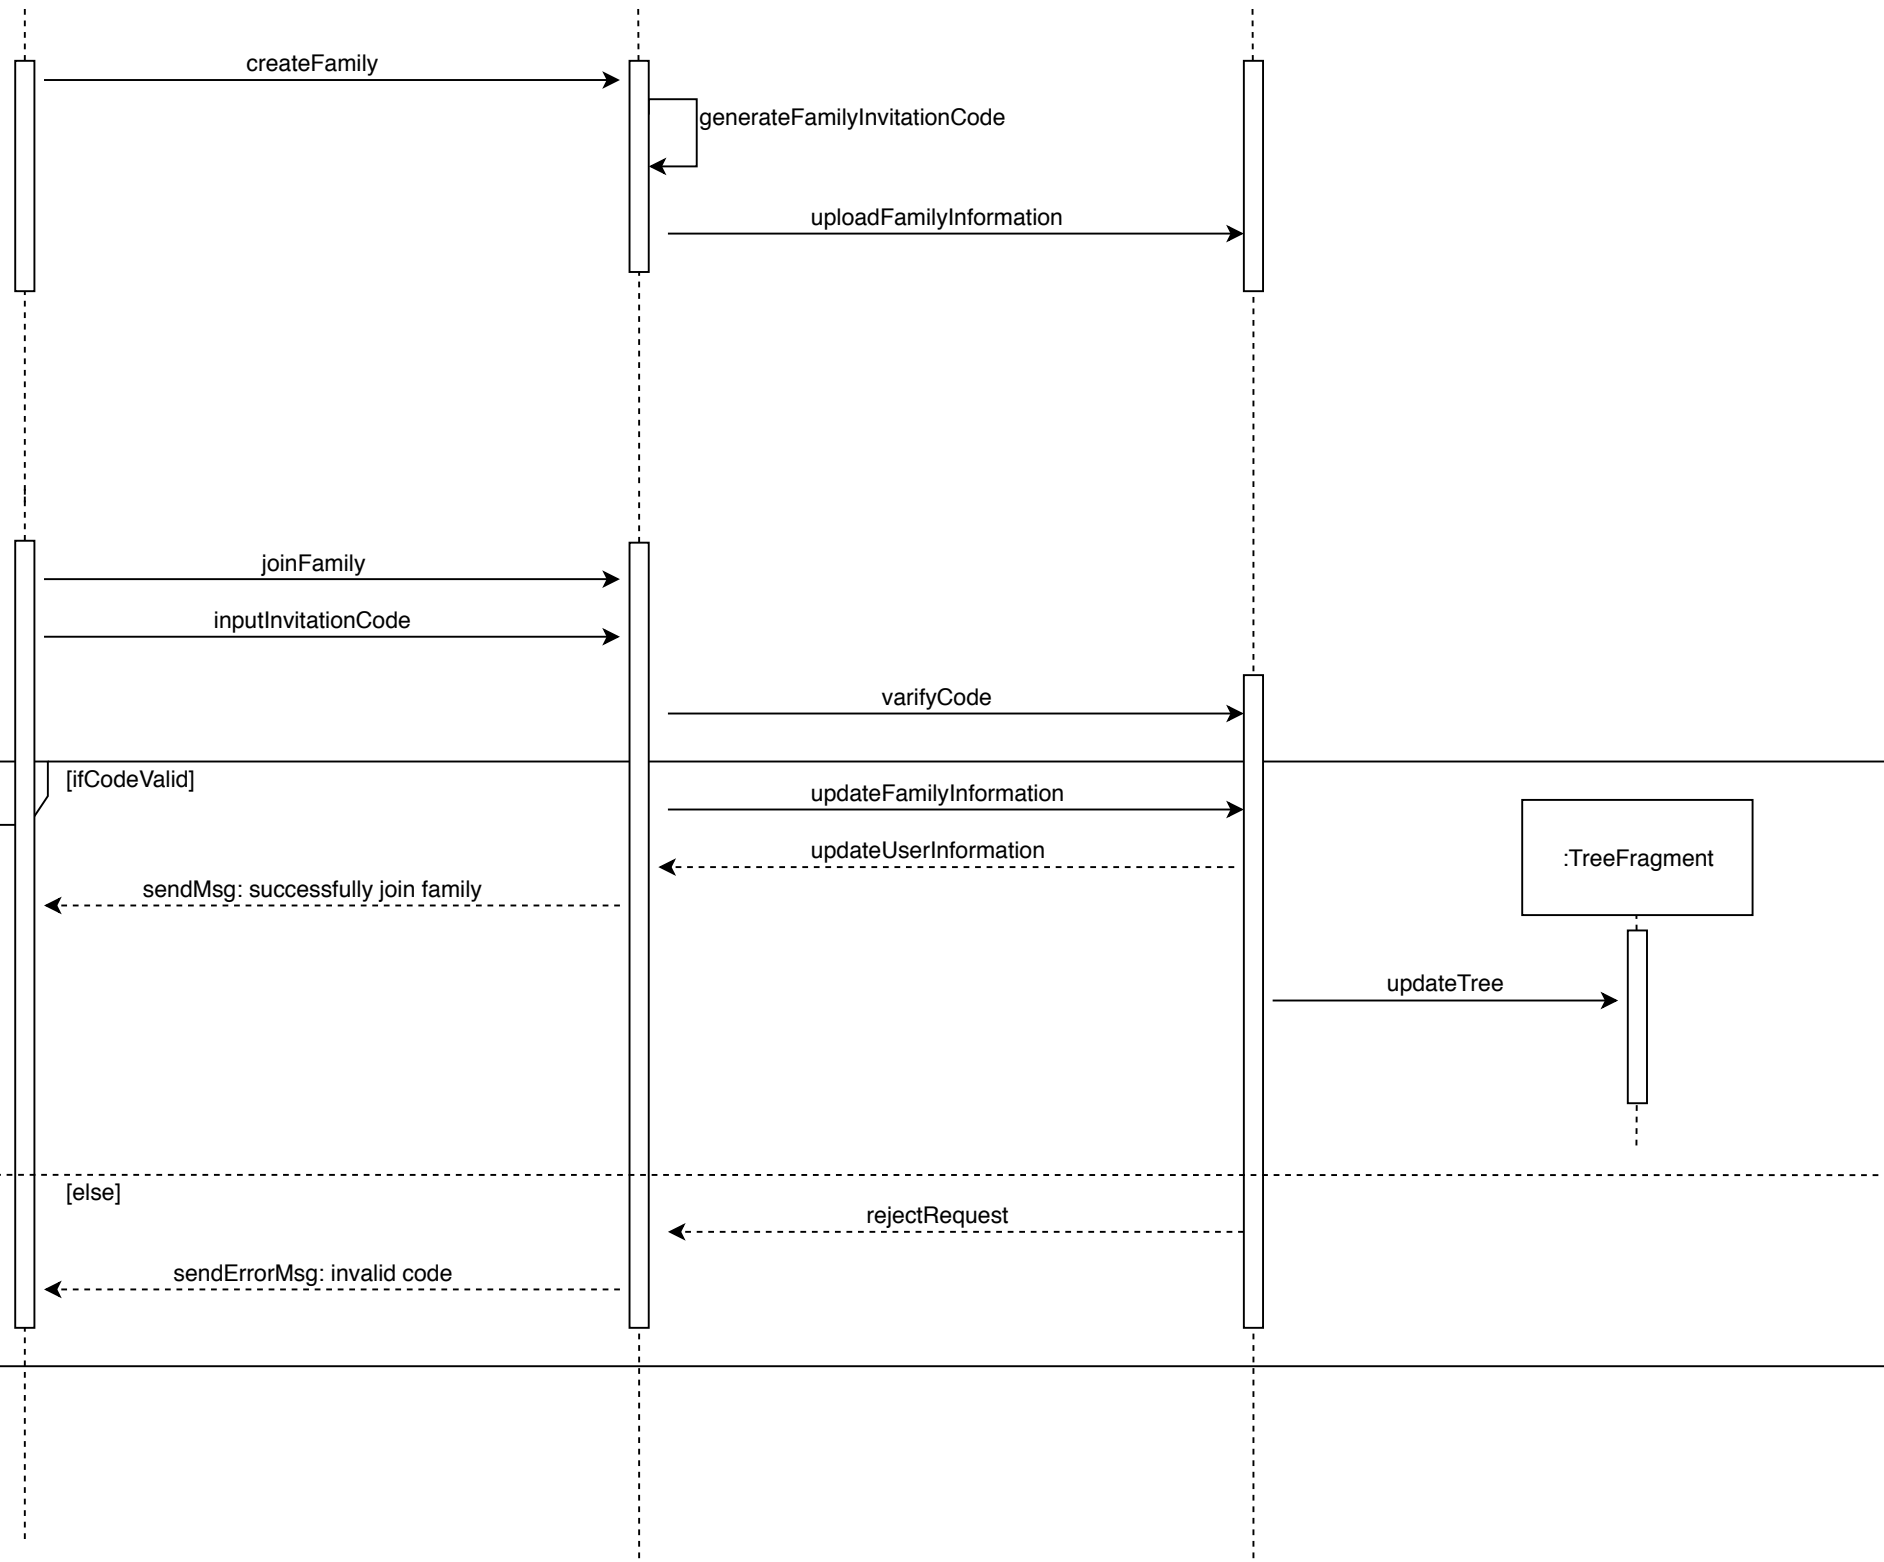 createFamily
generateFamilyInvitationCode
uploadFamilyInformation
joinFamily
inputInvitationCode
varifyCode
[ifCodeValid]
updateFamilyInformation
updateUserInformation
:TreeFragment
sendMsg: successfully join family
updateTree
[else]
rejectRequest
sendErrorMsg: invalid code